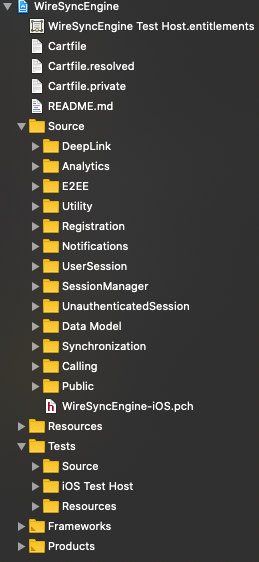 WireSyncEngine
WireSyncEngine Test Host.entitlements
Cartfile
Cartfile.resolved
Cartfile.private
README.md
Source
DeepLink
Analytics
E2EE
Utility
Registration
Notifications
UserSession
SessionManager
UnauthenticatedSession
Data Model
Synchronization
Calling
Public
h WireSyncEngine-iOS.pch
Resources
Tests
Source
iOS Test Host
Resources
Frameworks
Products